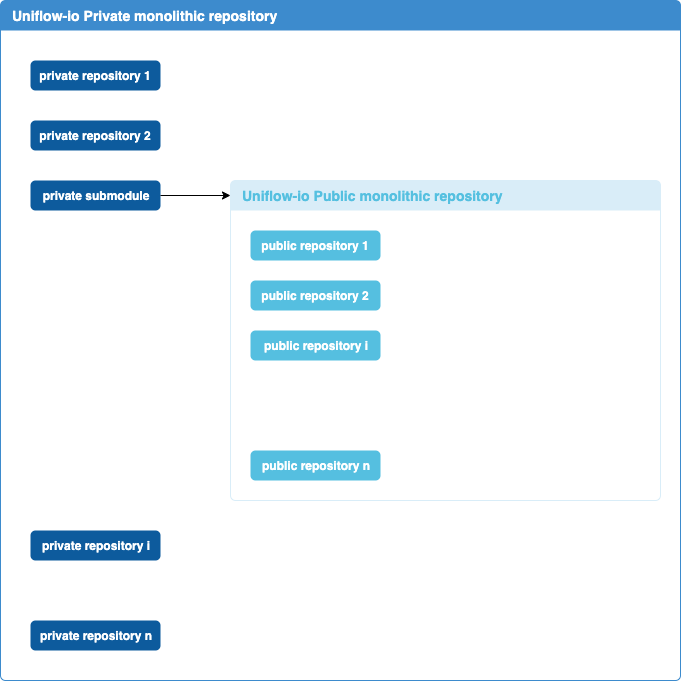 Uniflow-io Private monolithic repository
private repository 1
private repository 2
private submodule
Uniflow-io Public monolithic repository
public repository 1
public repository 2
public repository i
public repository n
private repository i
private repository n